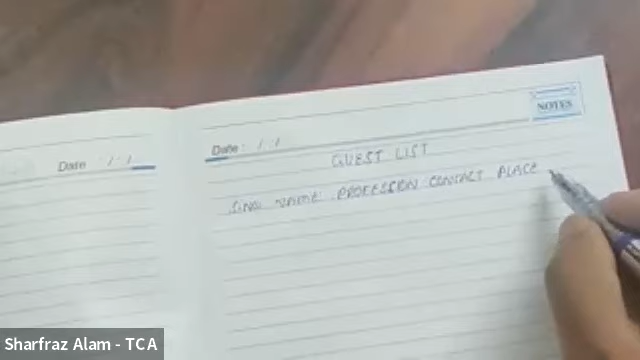 NOTES
Date : / /
Date : / /
GUEST LIST
S.NO NAME PROFESSION CONTACT PLACE
Sharfraz Alam - TCA